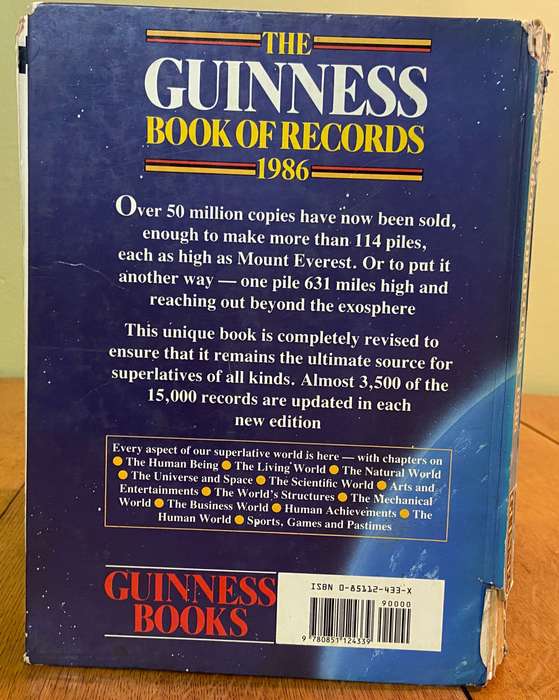 THE
GUINNESS
BOOK OF RECORDS
1986
Over 50 million copies have now been sold,
enough to make more than 114 piles,
each as high as Mount Everest. Or to put it
another way — one pile 631 miles high and
reaching out beyond the exosphere
This unique book is completely revised to
ensure that it remains the ultimate source for
superlatives of all kinds. Almost 3,500 of the
15,000 records are updated in each
new edition
Every aspect of our superlative world is here — with chapters on
● The Human Being ● The Living World ● The Natural World
● The Universe and Space ● The Scientific World ● Arts and
Entertainments ● The World's Structures ● The Mechanical
World ● The Business World ● Human Achievements ● The
Human World ● Sports, Games and Pastimes
GUINNESS
BOOKS
ISBN 0-85112-433-X
90000
9 780851 124339